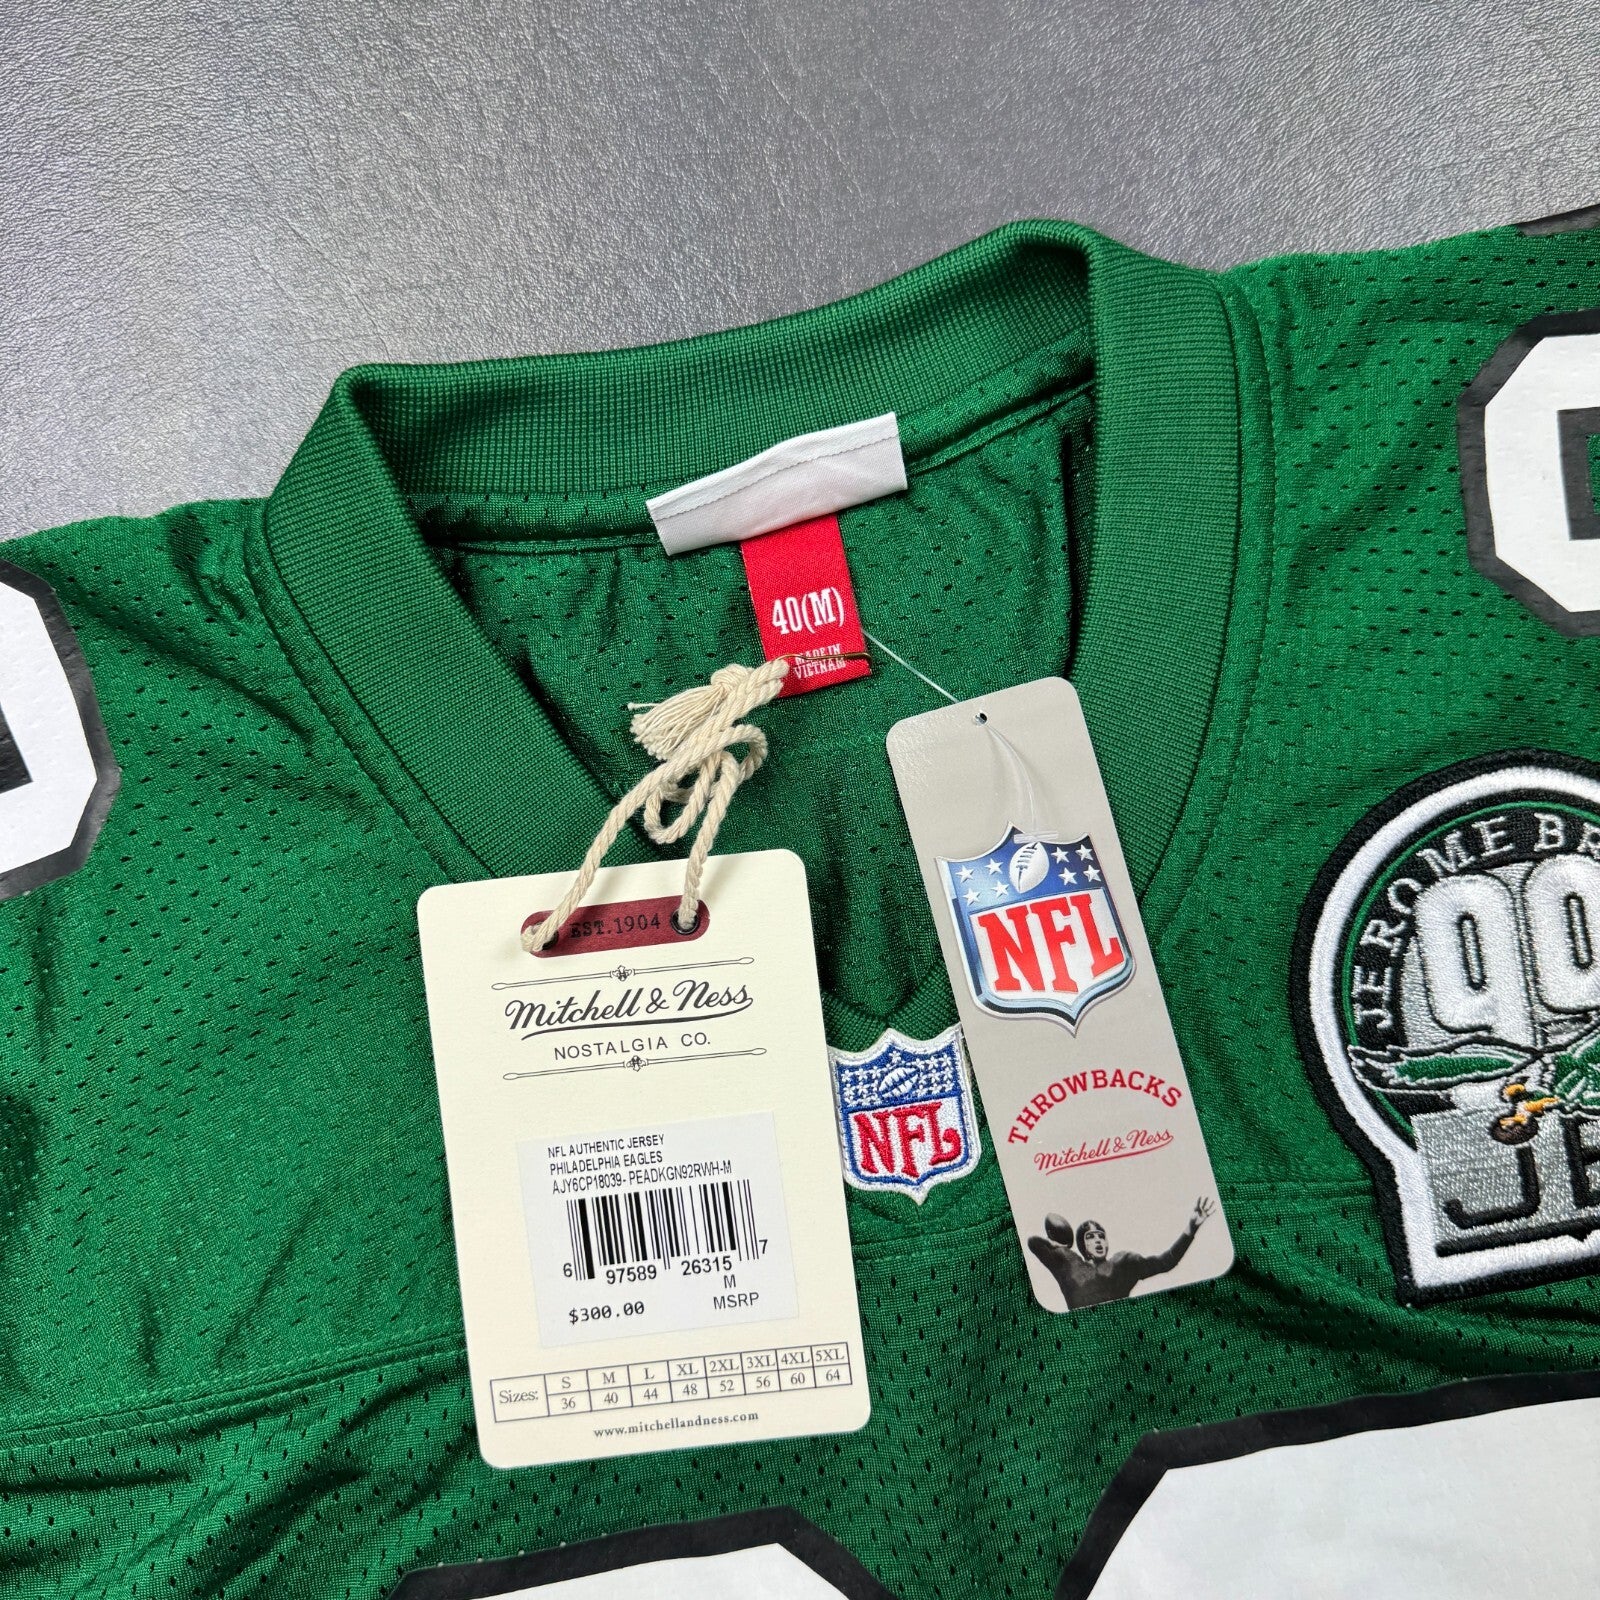 40(M)
MADE IN
VIETNAM
EST.1904
Mitchell & Ness
NOSTALGIA CO.
NFL AUTHENTIC JERSEY
PHILADELPHIA EAGLES
AJY6CP18039- PEADKGN92RWH-M
6 97589 26315 7
M
$300.00 MSRP
Sizes: S M L XL 2XL 3XL 4XL 5XL
36 40 44 48 52 56 60 64
www.mitchellandness.com
NFL
NFL
THROWBACKS
Mitchell & Ness
JEROME BR
99